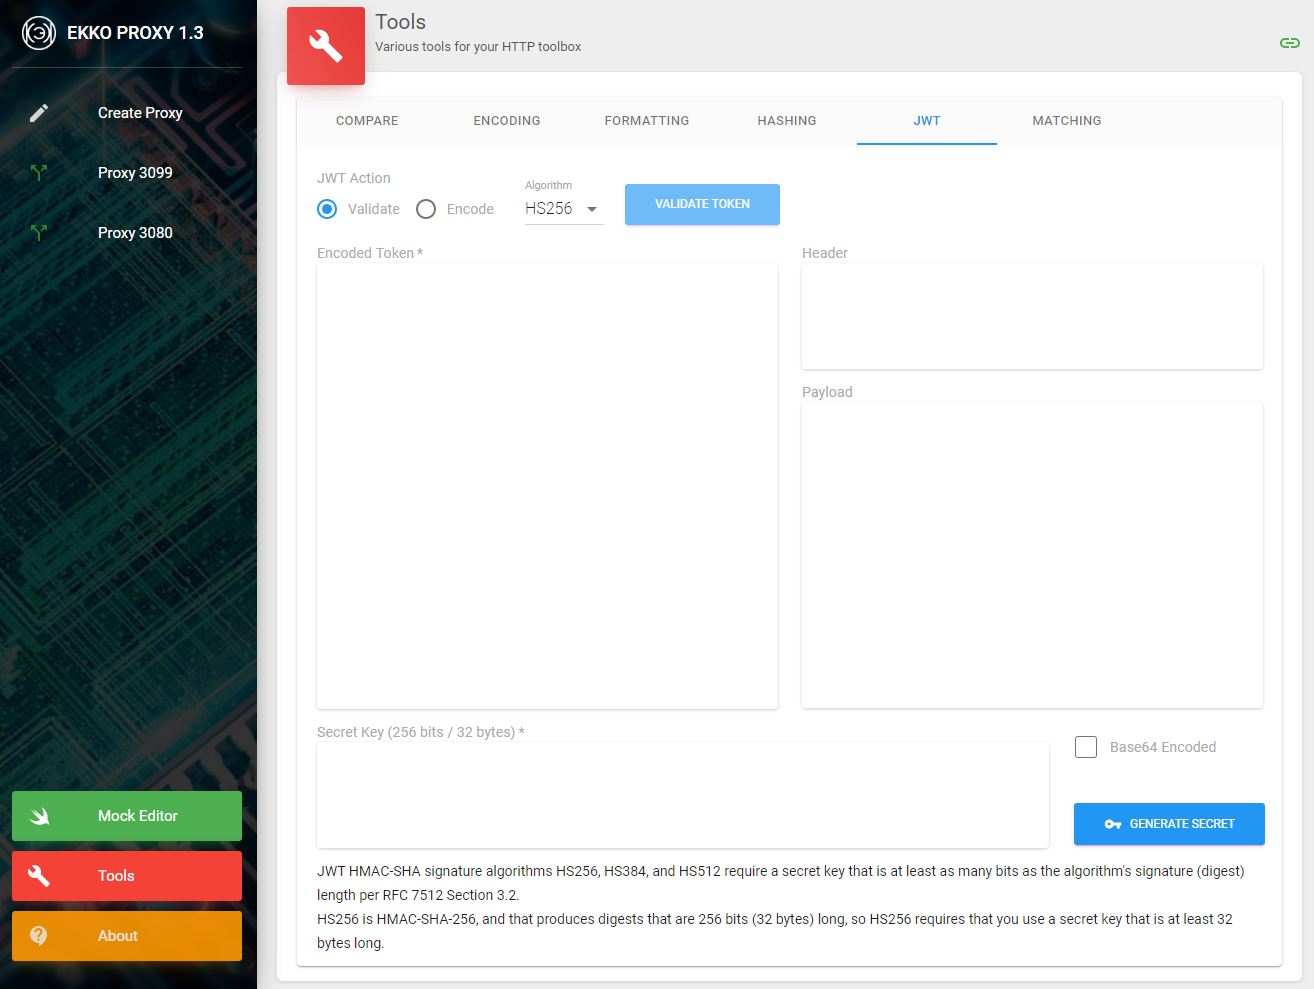 EKKO PROXY 1.3
Create Proxy
Proxy 3099
Proxy 3080
Mock Editor
Tools
About
Tools
Various tools for your HTTP toolbox
COMPARE ENCODING FORMATTING HASHING JWT MATCHING
JWT Action
Validate Encode
Algorithm
HS256
VALIDATE TOKEN
Encoded Token *
Header
Payload
Secret Key (256 bits / 32 bytes) *
Base64 Encoded
GENERATE SECRET
JWT HMAC-SHA signature algorithms HS256, HS384, and HS512 require a secret key that is at least as many bits as the algorithm's signature (digest)
length per RFC 7512 Section 3.2.
HS256 is HMAC-SHA-256, and that produces digests that are 256 bits (32 bytes) long, so HS256 requires that you use a secret key that is at least 32
bytes long.